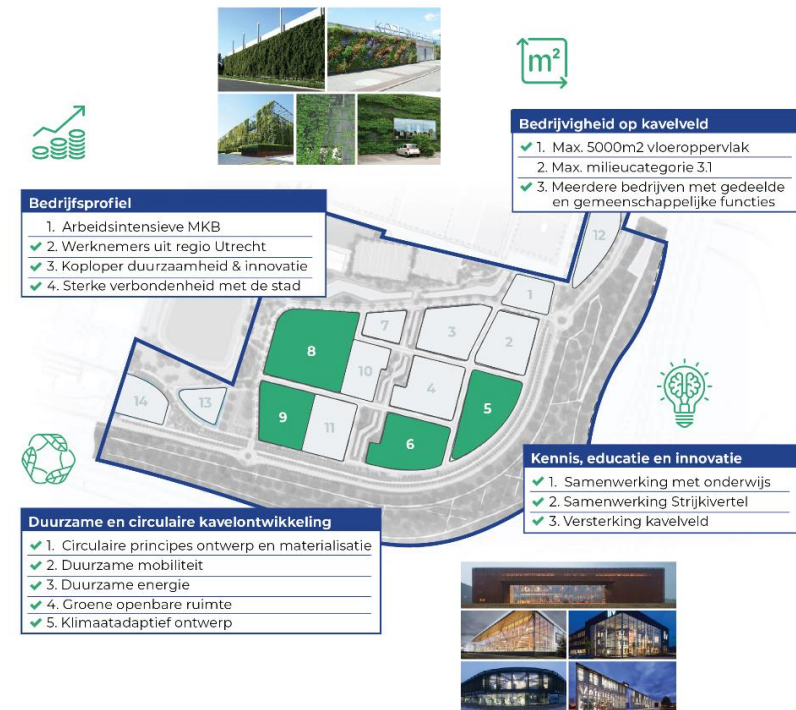 m²
Bedrijvigheid op kavelveld
✓ 1. Max. 5000m2 vloeroppervlak
2. Max. milieucategorie 3.1
✓ 3. Meerdere bedrijven met gedeelde
en gemeenschappelijke functies
Bedrijfsprofiel
1. Arbeidsintensieve MKB
✓ 2. Werknemers uit regio Utrecht
✓ 3. Koploper duurzaamheid & innovatie
✓ 4. Sterke verbondenheid met de stad
12
1
7
3
2
8
10
4
14
13
9
11
6
5
Kennis, educatie en innovatie
✓ 1. Samenwerking met onderwijs
✓ 2. Samenwerking Strijkivertel
✓ 3. Versterking kavelveld
Duurzame en circulaire kavelontwikkeling
✓ 1. Circulaire principes ontwerp en materialisatie
✓ 2. Duurzame mobiliteit
✓ 3. Duurzame energie
✓ 4. Groene openbare ruimte
✓ 5. Klimaatadaptief ontwerp